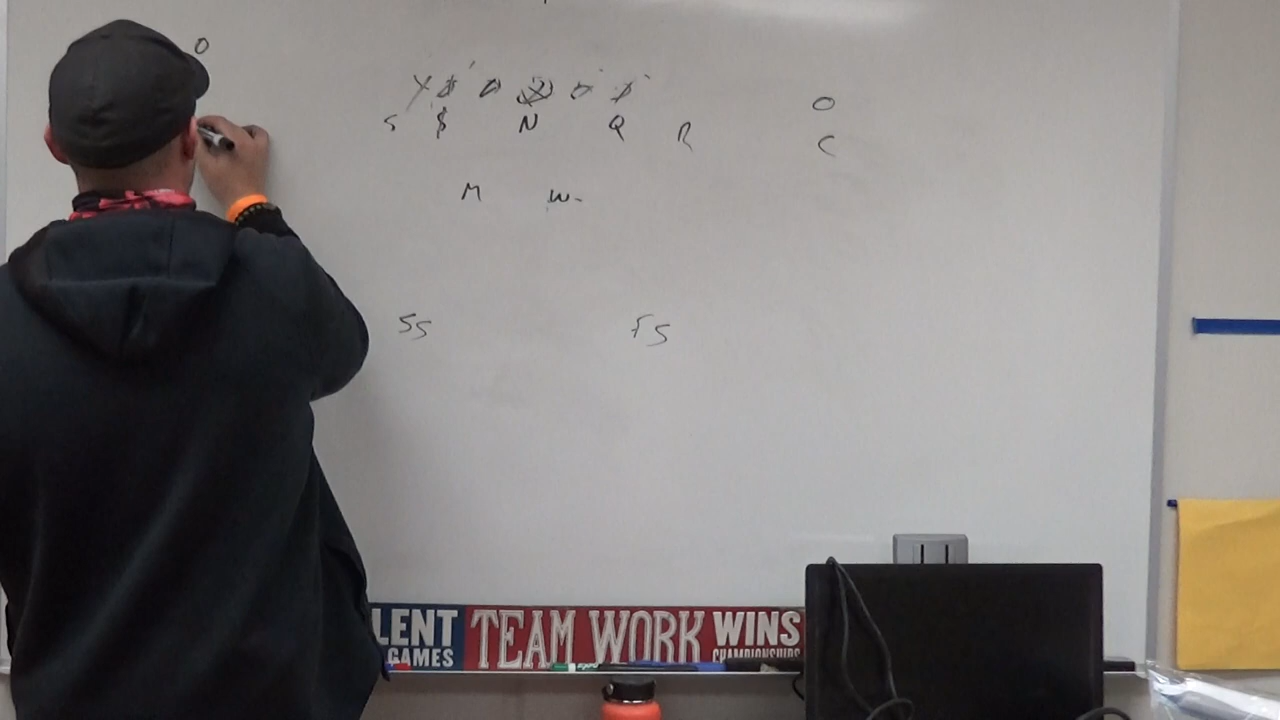 O
Y O O O O O
O
S $ N Q R
C
M W
SS FS
LENT TEAM WORK WINS
GAMES CHAMPIONSHIPS